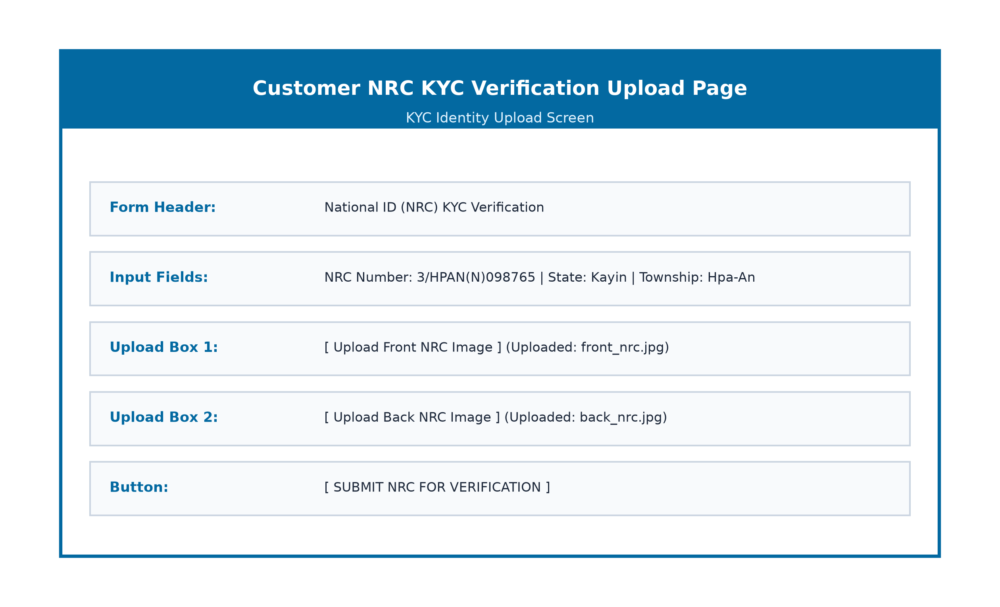 Customer NRC KYC Verification Upload Page
KYC Identity Upload Screen
Form Header: National ID (NRC) KYC Verification
Input Fields: NRC Number: 3/HPAN(N)098765 | State: Kayin | Township: Hpa-An
Upload Box 1: [ Upload Front NRC Image ] (Uploaded: front_nrc.jpg)
Upload Box 2: [ Upload Back NRC Image ] (Uploaded: back_nrc.jpg)
Button: [ SUBMIT NRC FOR VERIFICATION ]